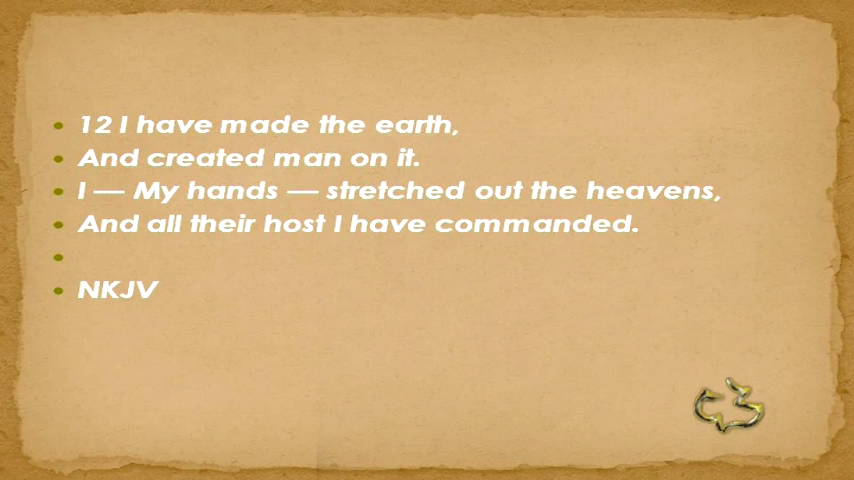 • 12 I have made the earth,
• And created man on it.
• I — My hands — stretched out the heavens,
• And all their host I have commanded.
•
• NKJV